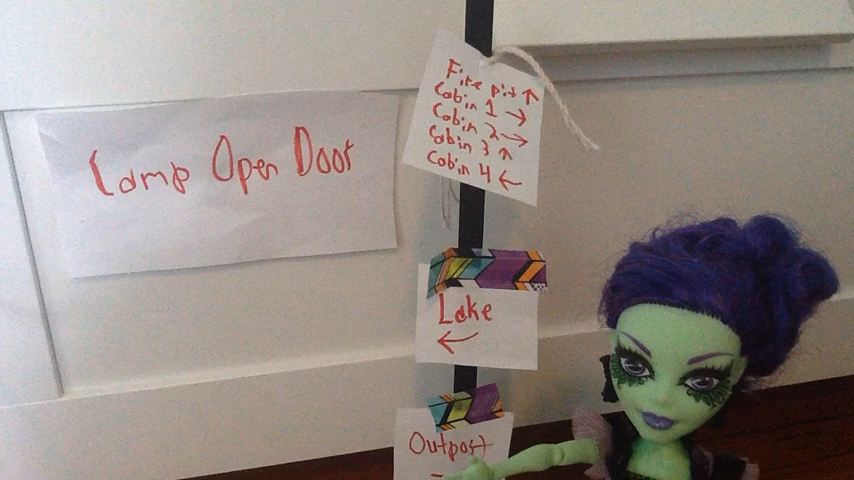 Camp Open Door
Fire pit ↑
Cabin 1 →
Cabin 2 →
Cabin 3 ↑
Cabin 4 ←
Lake
←
Outpost